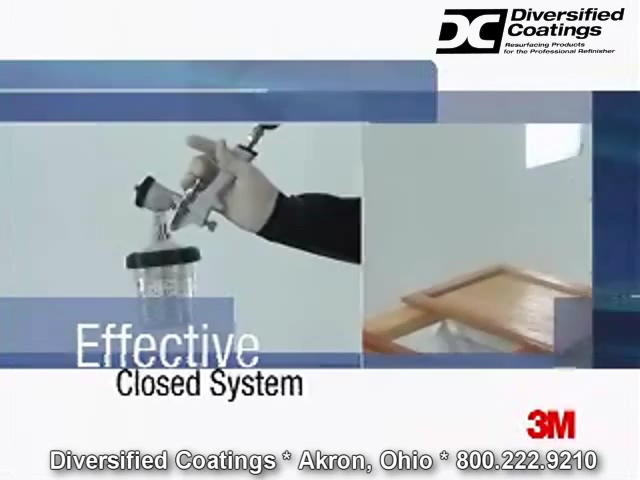 DC Diversified
Coatings
Resurfacing Products
for the Professional Refinisher
Effective
Closed System
3M
Diversified Coatings * Akron, Ohio * 800.222.9210